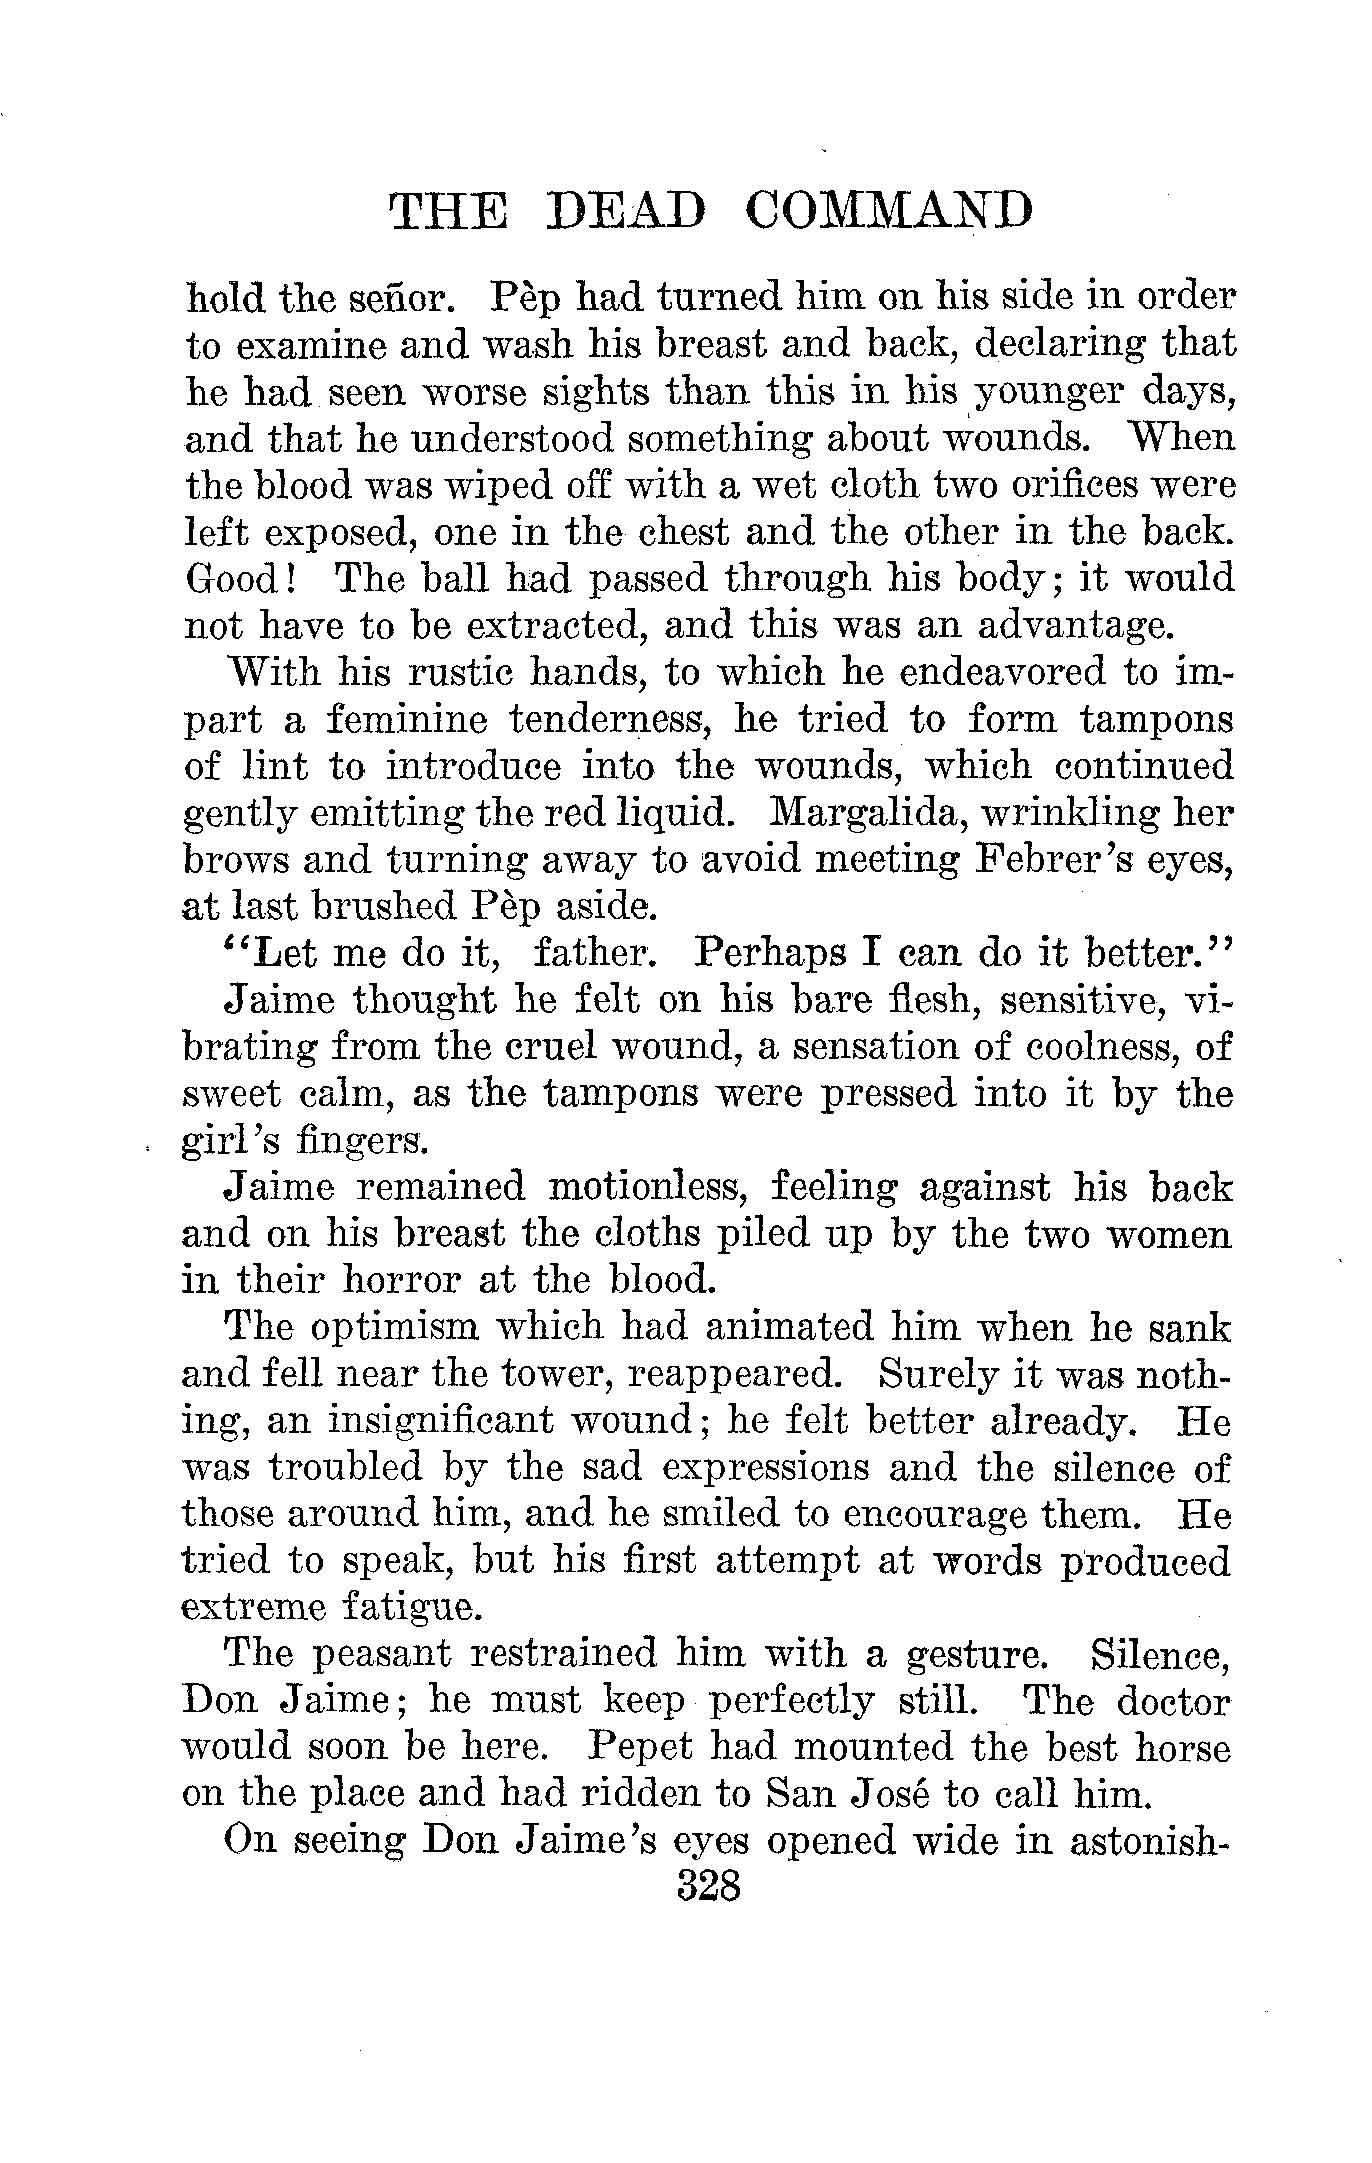 THE DEAD COMMAND
hold the señor. Pèp had turned him on his side in order
to examine and wash his breast and back, declaring that
he had seen worse sights than this in his younger days,
and that he understood something about wounds. When
the blood was wiped off with a wet cloth two orifices were
left exposed, one in the chest and the other in the back.
Good! The ball had passed through his body; it would
not have to be extracted, and this was an advantage.
With his rustic hands, to which he endeavored to im-
part a feminine tenderness, he tried to form tampons
of lint to introduce into the wounds, which continued
gently emitting the red liquid. Margalida, wrinkling her
brows and turning away to avoid meeting Febrer's eyes,
at last brushed Pèp aside.
"Let me do it, father. Perhaps I can do it better."
Jaime thought he felt on his bare flesh, sensitive, vi-
brating from the cruel wound, a sensation of coolness, of
sweet calm, as the tampons were pressed into it by the
girl's fingers.
Jaime remained motionless, feeling against his back
and on his breast the cloths piled up by the two women
in their horror at the blood.
The optimism which had animated him when he sank
and fell near the tower, reappeared. Surely it was noth-
ing, an insignificant wound; he felt better already. He
was troubled by the sad expressions and the silence of
those around him, and he smiled to encourage them. He
tried to speak, but his first attempt at words produced
extreme fatigue.
The peasant restrained him with a gesture. Silence,
Don Jaime; he must keep perfectly still. The doctor
would soon be here. Pepet had mounted the best horse
on the place and had ridden to San José to call him.
On seeing Don Jaime's eyes opened wide in astonish-
328